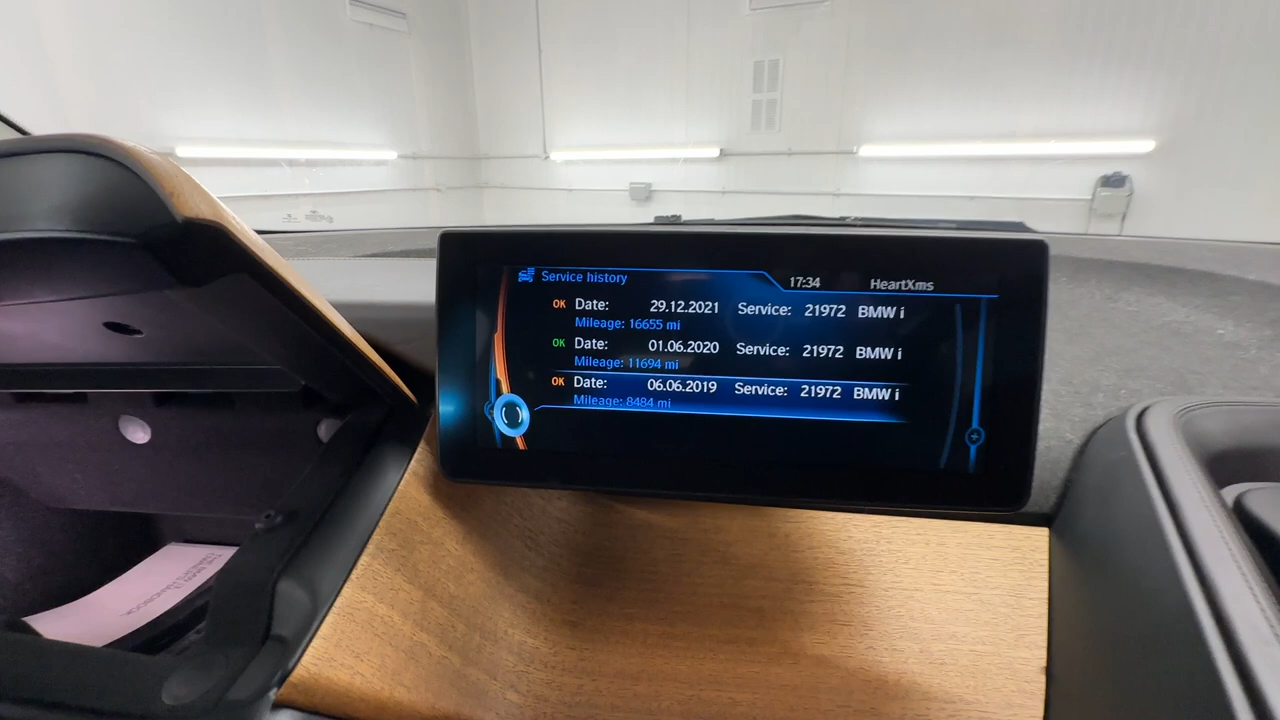 Service history 17:34 HeartXms
OK Date: 29.12.2021 Service: 21972 BMW i
Mileage: 16655 mi
OK Date: 01.06.2020 Service: 21972 BMW i
Mileage: 11694 mi
OK Date: 06.06.2019 Service: 21972 BMW i
Mileage: 8484 mi